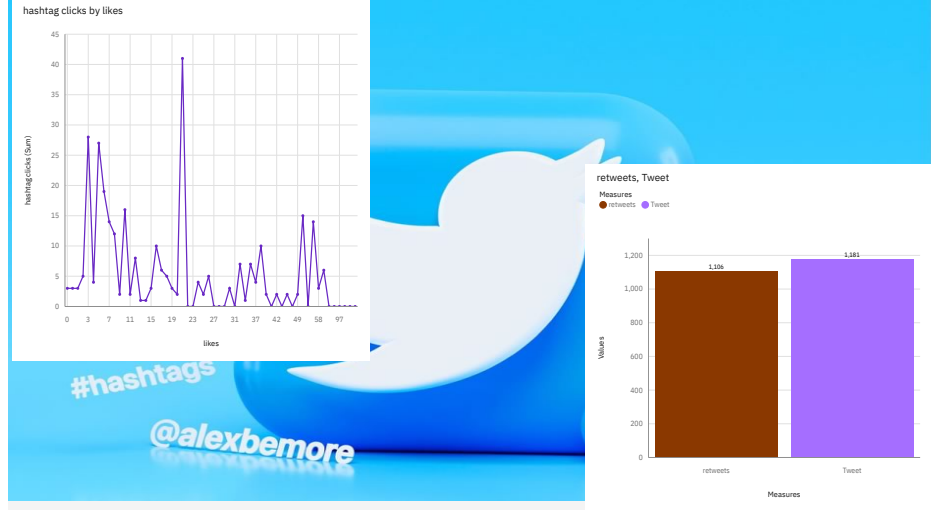 hashtag clicks by likes
45
40
35
30
25
20
15
10
5
0
hashtag clicks (Sum)
0 3 7 11 15 19 23 27 31 37 42 49 58 97
likes
#hashtags
@alexbemore
retweets, Tweet
Measures
retweets Tweet
1,200
1,000
800
600
400
200
0
Values
1,106
1,181
retweets Tweet
Measures